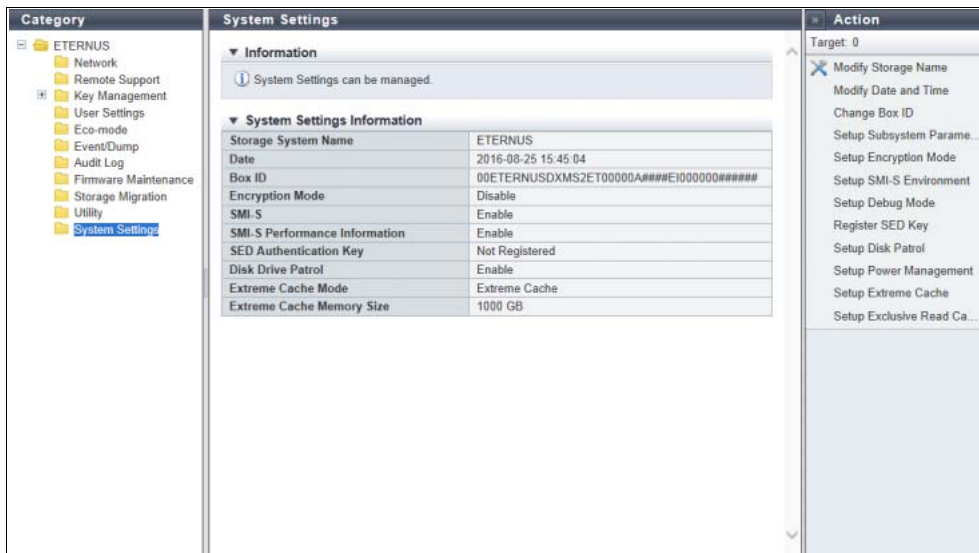 Category
ETERNUS
Network
Remote Support
Key Management
User Settings
Eco-mode
Event/Dump
Audit Log
Firmware Maintenance
Storage Migration
Utility
System Settings
System Settings
Information
System Settings can be managed.
System Settings Information
Storage System Name ETERNUS
Date 2016-08-25 15:45:04
Box ID 00ETERNUSDXMS2ET00000A####EI000000######
Encryption Mode Disable
SMI-S Enable
SMI-S Performance Information Enable
SED Authentication Key Not Registered
Disk Drive Patrol Enable
Extreme Cache Mode Extreme Cache
Extreme Cache Memory Size 1000 GB
» Action
Target: 0
Modify Storage Name
Modify Date and Time
Change Box ID
Setup Subsystem Parame...
Setup Encryption Mode
Setup SMI-S Environment
Setup Debug Mode
Register SED Key
Setup Disk Patrol
Setup Power Management
Setup Extreme Cache
Setup Exclusive Read Ca...